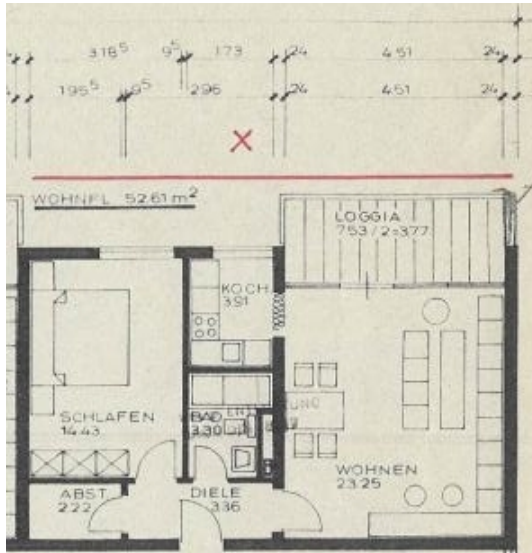 24 318⁵ 9⁵ 173 24 4.51 24
24 195⁵ 9⁵ 296 24 4.51 24
X
WOHNFL. 52.61 m²
LOGGIA
7.53 / 2=3.77
KOCH.
3.91
SCHLAFEN
14.43
BAD
3.30
WOHNEN
23.25
ABST.
2.22
DIELE
3.36